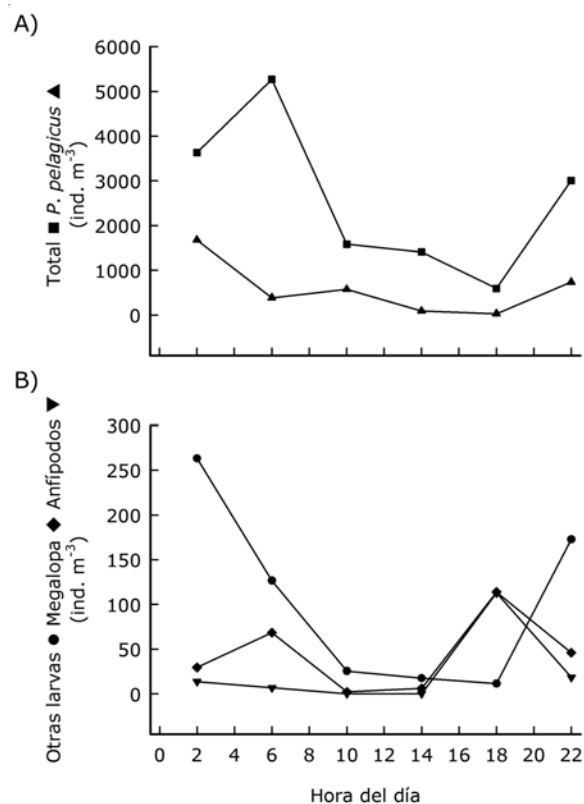 A)
6000
5000
4000
3000
2000
1000
0
Total ■ P. pelagicus ▲
(ind. m-3)
B)
300
250
200
150
100
50
0
Otras larvas ● Megalopa ◆ Anfípodos ▼
(ind. m-3)
0 2 4 6 8 10 12 14 16 18 20 22
Hora del día